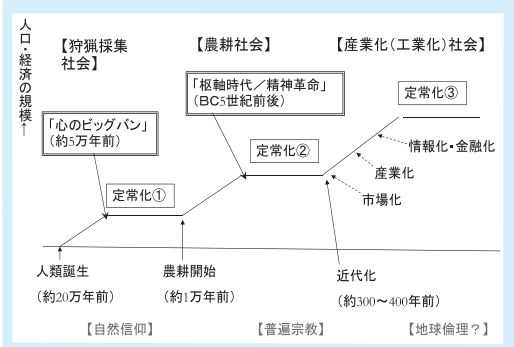 人口・経済の規模→
【狩猟採集
社会】
【農耕社会】
【産業化(工業化)社会】
「心のビッグバン」
(約5万年前)
「枢軸時代/精神革命」
(BC5世紀前後)
定常化①
定常化②
定常化③
情報化・金融化
産業化
市場化
人類誕生
(約20万年前)
農耕開始
(約1万年前)
近代化
(約300〜400年前)
【自然信仰】
【普遍宗教】
【地球倫理?】